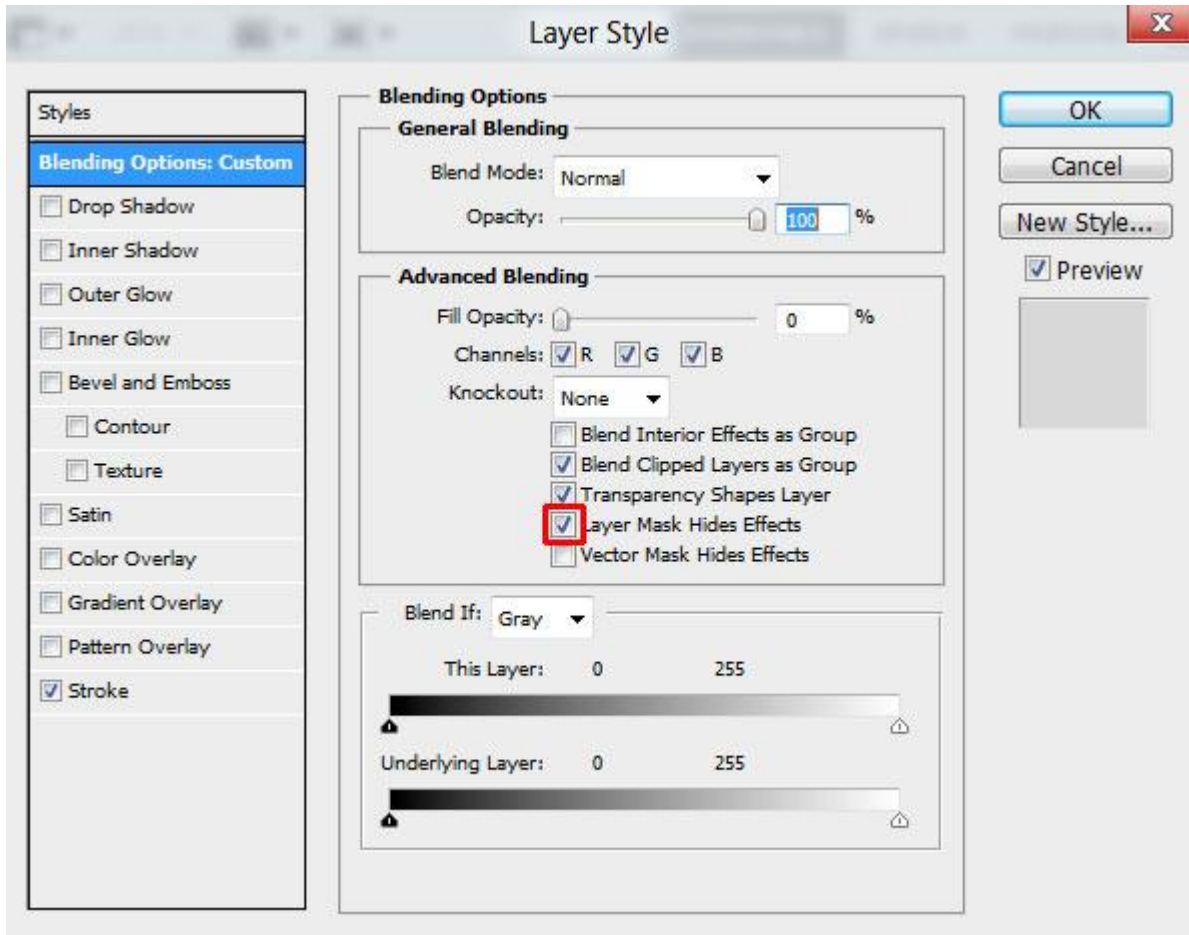 Layer Style
Styles
Blending Options: Custom
Drop Shadow
Inner Shadow
Outer Glow
Inner Glow
Bevel and Emboss
Contour
Texture
Satin
Color Overlay
Gradient Overlay
Pattern Overlay
Stroke
Blending Options
General Blending
Blend Mode: Normal
Opacity: 100 %
Advanced Blending
Fill Opacity: 0 %
Channels: R G B
Knockout: None
Blend Interior Effects as Group
Blend Clipped Layers as Group
Transparency Shapes Layer
Layer Mask Hides Effects
Vector Mask Hides Effects
Blend If: Gray
This Layer: 0 255
Underlying Layer: 0 255
OK
Cancel
New Style...
Preview